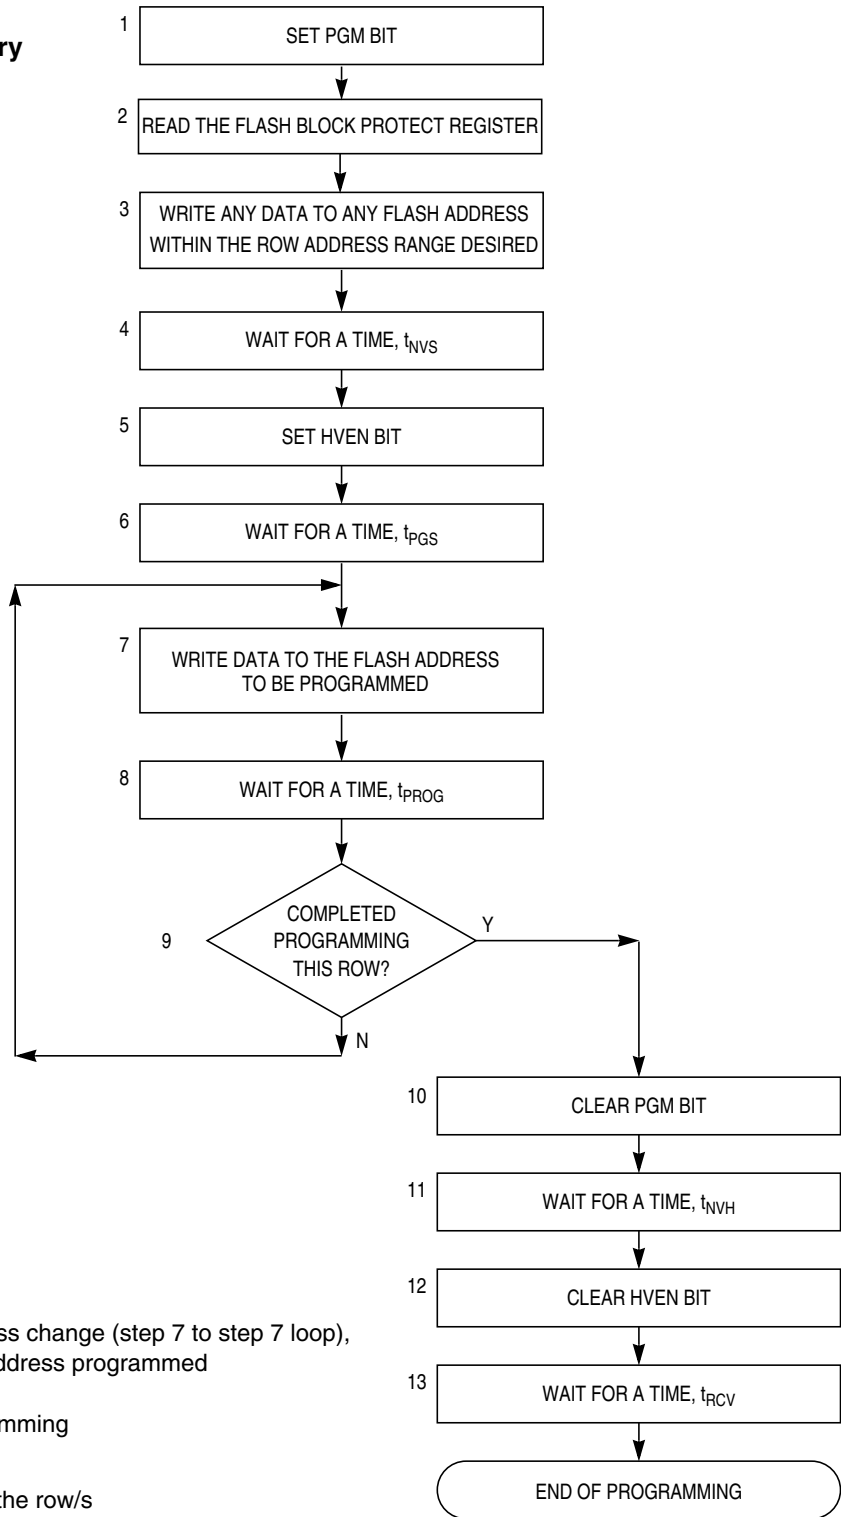 ry
1
SET PGM BIT
2
READ THE FLASH BLOCK PROTECT REGISTER
3
WRITE ANY DATA TO ANY FLASH ADDRESS
WITHIN THE ROW ADDRESS RANGE DESIRED
4
WAIT FOR A TIME, tNVS
5
SET HVEN BIT
6
WAIT FOR A TIME, tPGS
7
WRITE DATA TO THE FLASH ADDRESS
TO BE PROGRAMMED
8
WAIT FOR A TIME, tPROG
9
COMPLETED
PROGRAMMING
THIS ROW?
Y
N
10
CLEAR PGM BIT
11
WAIT FOR A TIME, tNVH
12
CLEAR HVEN BIT
13
WAIT FOR A TIME, tRCV
END OF PROGRAMMING
ss change (step 7 to step 7 loop),
ddress programmed
mming
the row/s